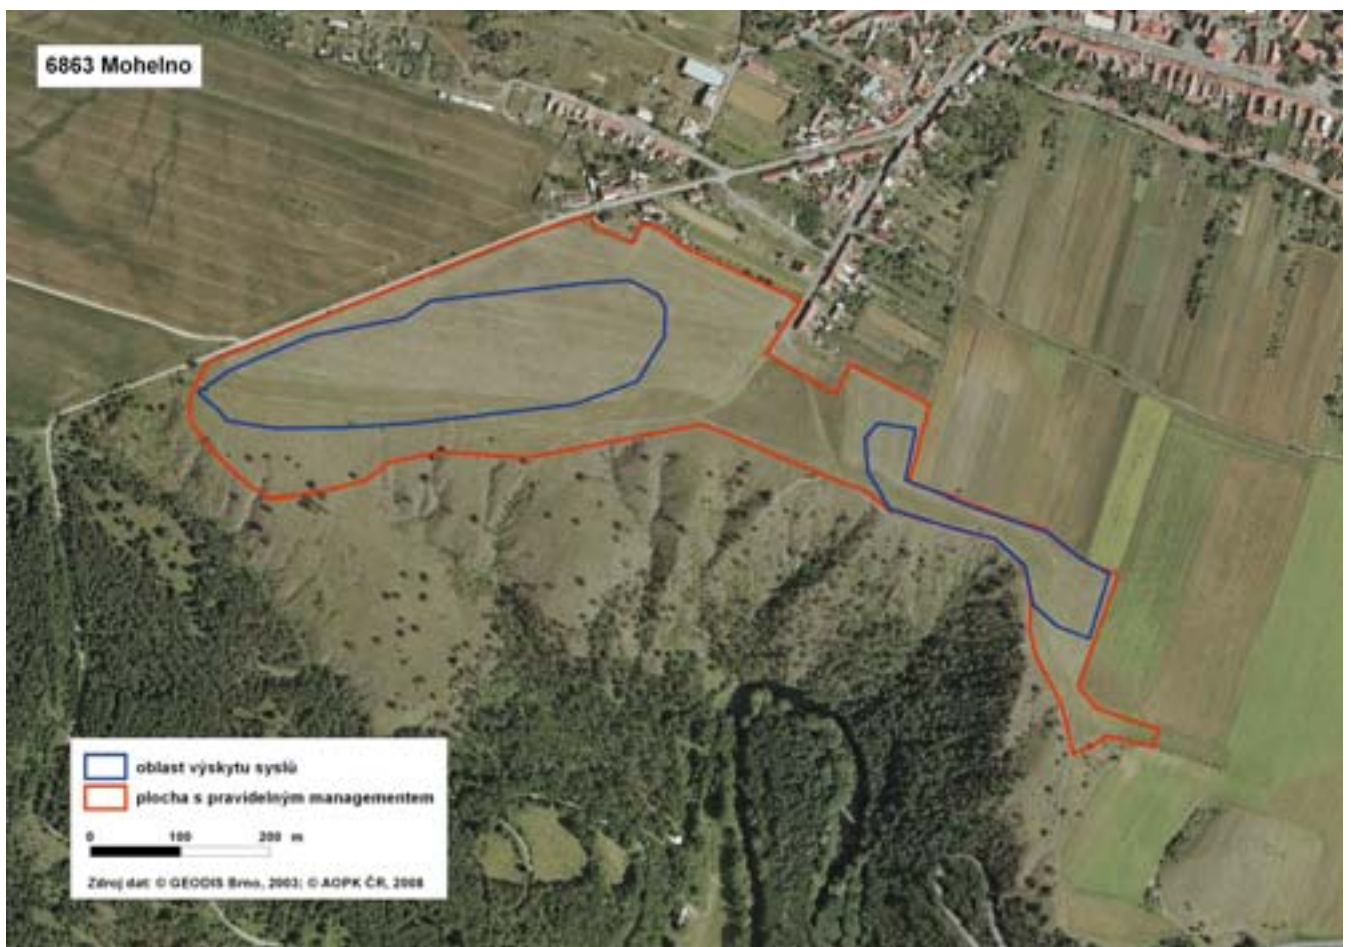 6863 Mohelno
oblast výskytu syslů
plocha s pravidelným managementem
0 100 200 m
Zdroj dat: © GEODIS Brno, 2003; © AOPK ČR, 2008